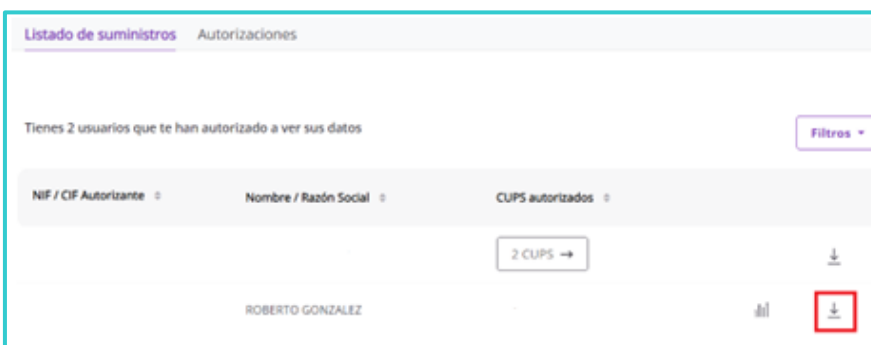 Listado de suministros Autorizaciones
Tienes 2 usuarios que te han autorizado a ver sus datos
Filtros
NIF / CIF Autorizante Nombre / Razón Social CUPS autorizados
2 CUPS →
ROBERTO GONZALEZ